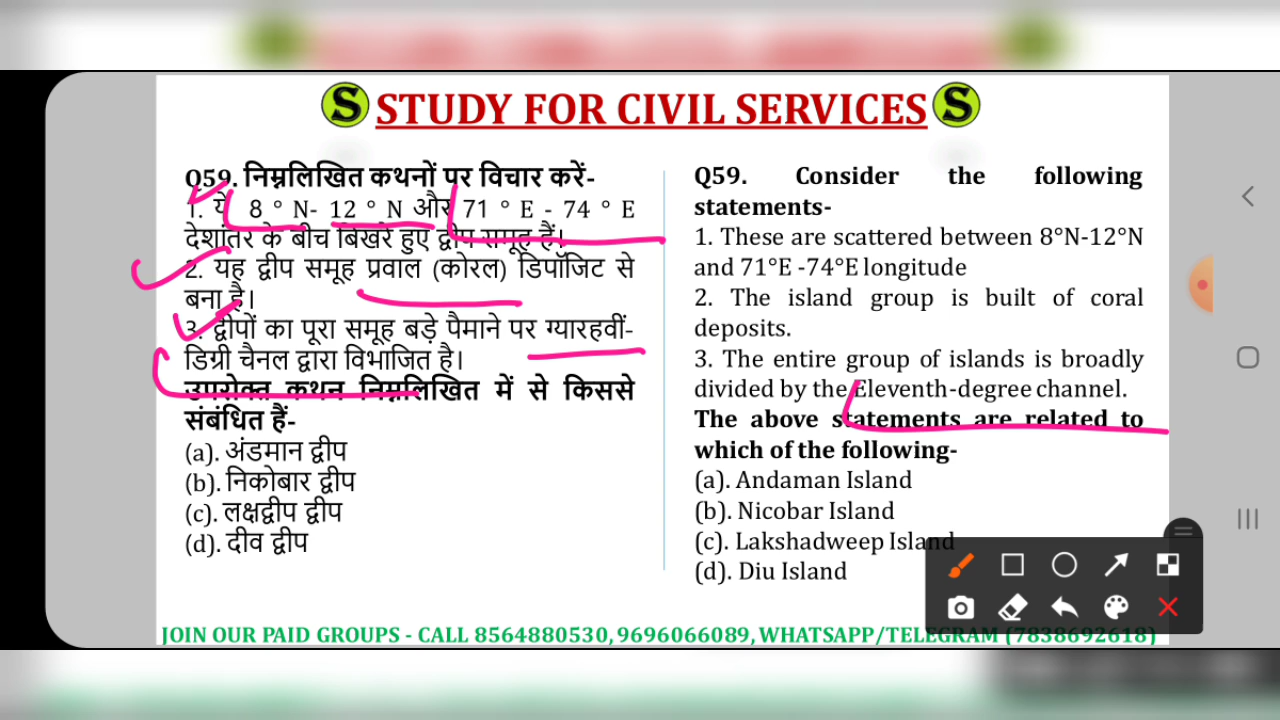 STUDY FOR CIVIL SERVICES
Q59. निम्नलिखित कथनों पर विचार करें-
1. ये 8 ° N- 12 ° N और 71 ° E - 74 ° E
देशांतर के बीच बिखरे हुए द्वीप समूह हैं।
2. यह द्वीप समूह प्रवाल (कोरल) डिपॉजिट से
बना है।
3. द्वीपों का पूरा समूह बड़े पैमाने पर ग्यारहवीं-
डिग्री चैनल द्वारा विभाजित है।
उपरोक्त कथन निम्नलिखित में से किससे
संबंधित हैं-
(a). अंडमान द्वीप
(b). निकोबार द्वीप
(c). लक्षद्वीप द्वीप
(d). दीव द्वीप
Q59. Consider the following
statements-
1. These are scattered between 8°N-12°N
and 71°E -74°E longitude
2. The island group is built of coral
deposits.
3. The entire group of islands is broadly
divided by the Eleventh-degree channel.
The above statements are related to
which of the following-
(a). Andaman Island
(b). Nicobar Island
(c). Lakshadweep Island
(d). Diu Island
JOIN OUR PAID GROUPS - CALL 8564880530, 9696066089, WHATSAPP/TELEGRAM (7838692618)